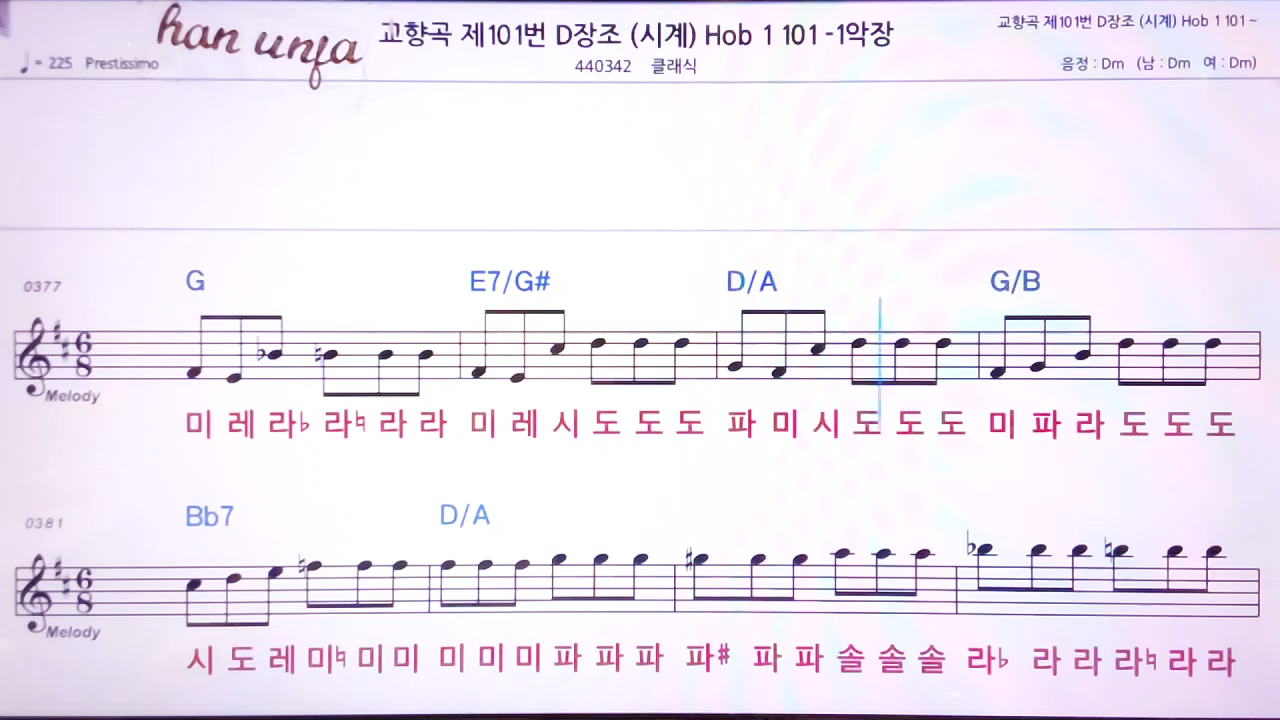 han unja
교향곡 제101번 D장조 (시계) Hob 1 101 -1악장
교향곡 제101번 D장조 (시계) Hob 1 101 ~
♩ = 225 Prestissimo
440342 클래식
음정 : Dm (남 : Dm 여 : Dm)
G E7/G# D/A G/B
0377
6 8
Melody
미 레 라♭ 라♮ 라 라 미 레 시 도 도 도 파 미 시 도 도 도 미 파 라 도 도 도
Bb7 D/A
0381
6 8
Melody
시 도 레 미♮ 미 미 미 미 미 파 파 파 파# 파 파 솔 솔 솔 라♭ 라 라 라♮ 라 라